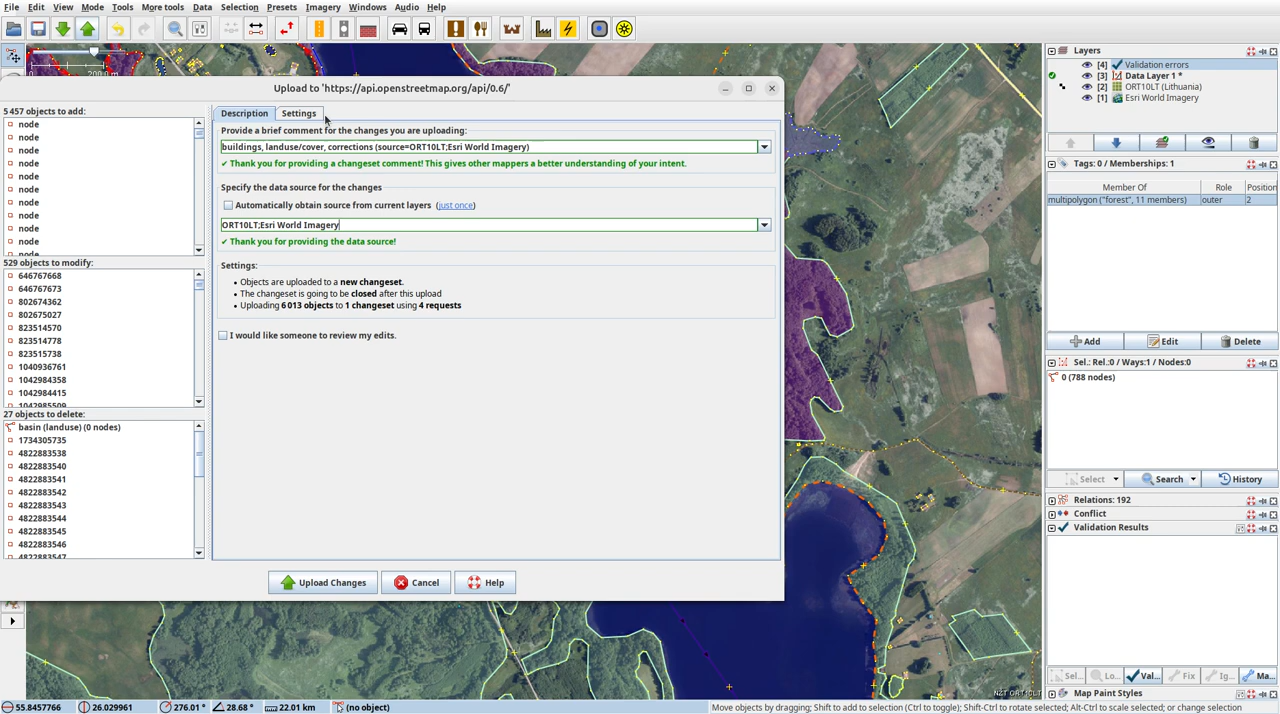 File Edit View Mode Tools More tools Data Selection Presets Imagery Windows Audio Help
200.0 m
Upload to 'https://api.openstreetmap.org/api/0.6/'
5 457 objects to add:
node
node
node
node
node
node
node
node
node
node
node
529 objects to modify:
646767668
646767673
802674362
802675027
823514570
823514778
823515738
1040936761
1042984358
1042984415
1042985509
27 objects to delete:
basin (landuse) (0 nodes)
1734305735
4822883538
4822883540
4822883541
4822883542
4822883543
4822883544
4822883545
4822883546
4822883547
Description Settings
Provide a brief comment for the changes you are uploading:
buildings, landuse/cover, corrections (source=ORT10LT;Esri World Imagery)
✔ Thank you for providing a changeset comment! This gives other mappers a better understanding of your intent.
Specify the data source for the changes
Automatically obtain source from current layers (just once)
ORT10LT;Esri World Imagery
✔ Thank you for providing the data source!
Settings:
• Objects are uploaded to a new changeset.
• The changeset is going to be closed after this upload
• Uploading 6 013 objects to 1 changeset using 4 requests
I would like someone to review my edits.
Upload Changes Cancel Help
Layers
[4] Validation errors
[3] Data Layer 1 *
[2] ORT10LT (Lithuania)
[1] Esri World Imagery
Tags: 0 / Memberships: 1
Member Of Role Position
multipolygon ("forest", 11 members) outer 2
Add Edit Delete
Sel.: Rel.:0 / Ways:1 / Nodes:0
0 (788 nodes)
Select Search History
Relations: 192
Conflict
Validation Results
Sel... Lo... Val... Fix Ig... Ma...
Map Paint Styles
NŽT ORT10LT
55.8457766 26.029961 276.01 ° 28.68 ° 22.01 km (no object) Move objects by dragging; Shift to add to selection (Ctrl to toggle); Shift-Ctrl to rotate selected; Alt-Ctrl to scale selected; or change selection